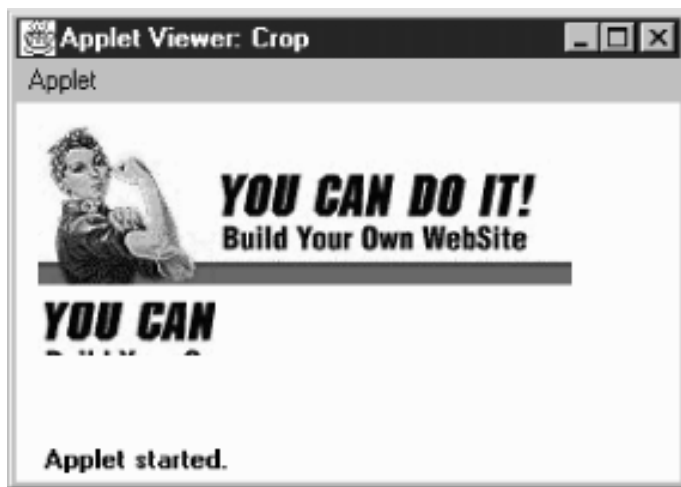 Applet Viewer: Crop
Applet
YOU CAN DO IT!
Build Your Own WebSite
YOU CAN
Applet started.